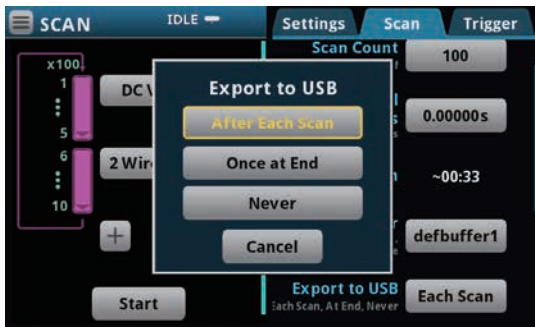 SCAN
IDLE
Settings
Scan
Trigger
x100
1
5
6
10
DC V
2 Wir
Start
Scan Count
100
0.00000s
~00:33
defbuffer1
Export to USB
Each Scan, At End, Never
Each Scan
Export to USB
After Each Scan
Once at End
Never
Cancel